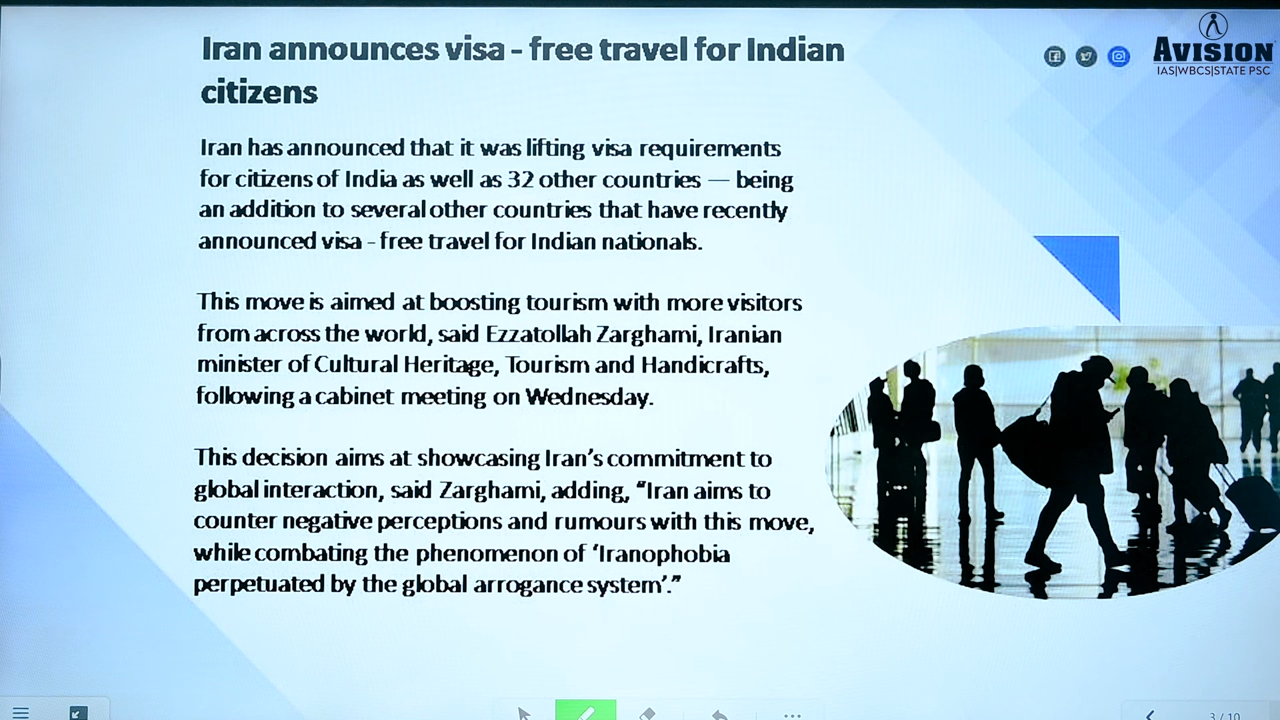 Iran announces visa - free travel for Indian
citizens
AVISION
IAS|WBCS|STATE PSC
Iran has announced that it was lifting visa requirements
for citizens of India as well as 32 other countries — being
an addition to several other countries that have recently
announced visa - free travel for Indian nationals.
This move is aimed at boosting tourism with more visitors
from across the world, said Ezzatollah Zarghami, Iranian
minister of Cultural Heritage, Tourism and Handicrafts,
following a cabinet meeting on Wednesday.
This decision aims at showcasing Iran’s commitment to
global interaction, said Zarghami, adding, “Iran aims to
counter negative perceptions and rumours with this move,
while combating the phenomenon of ‘Iranophobia
perpetuated by the global arrogance system’.”
3 / 10